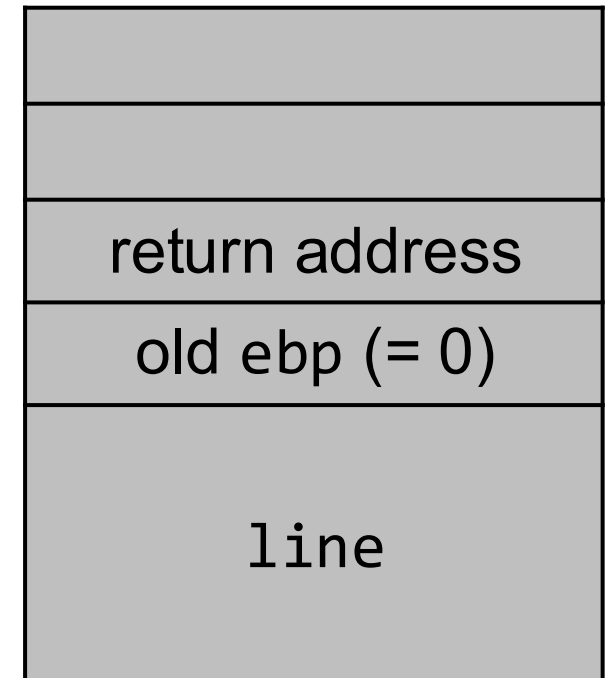 return address
old ebp (= 0)
line